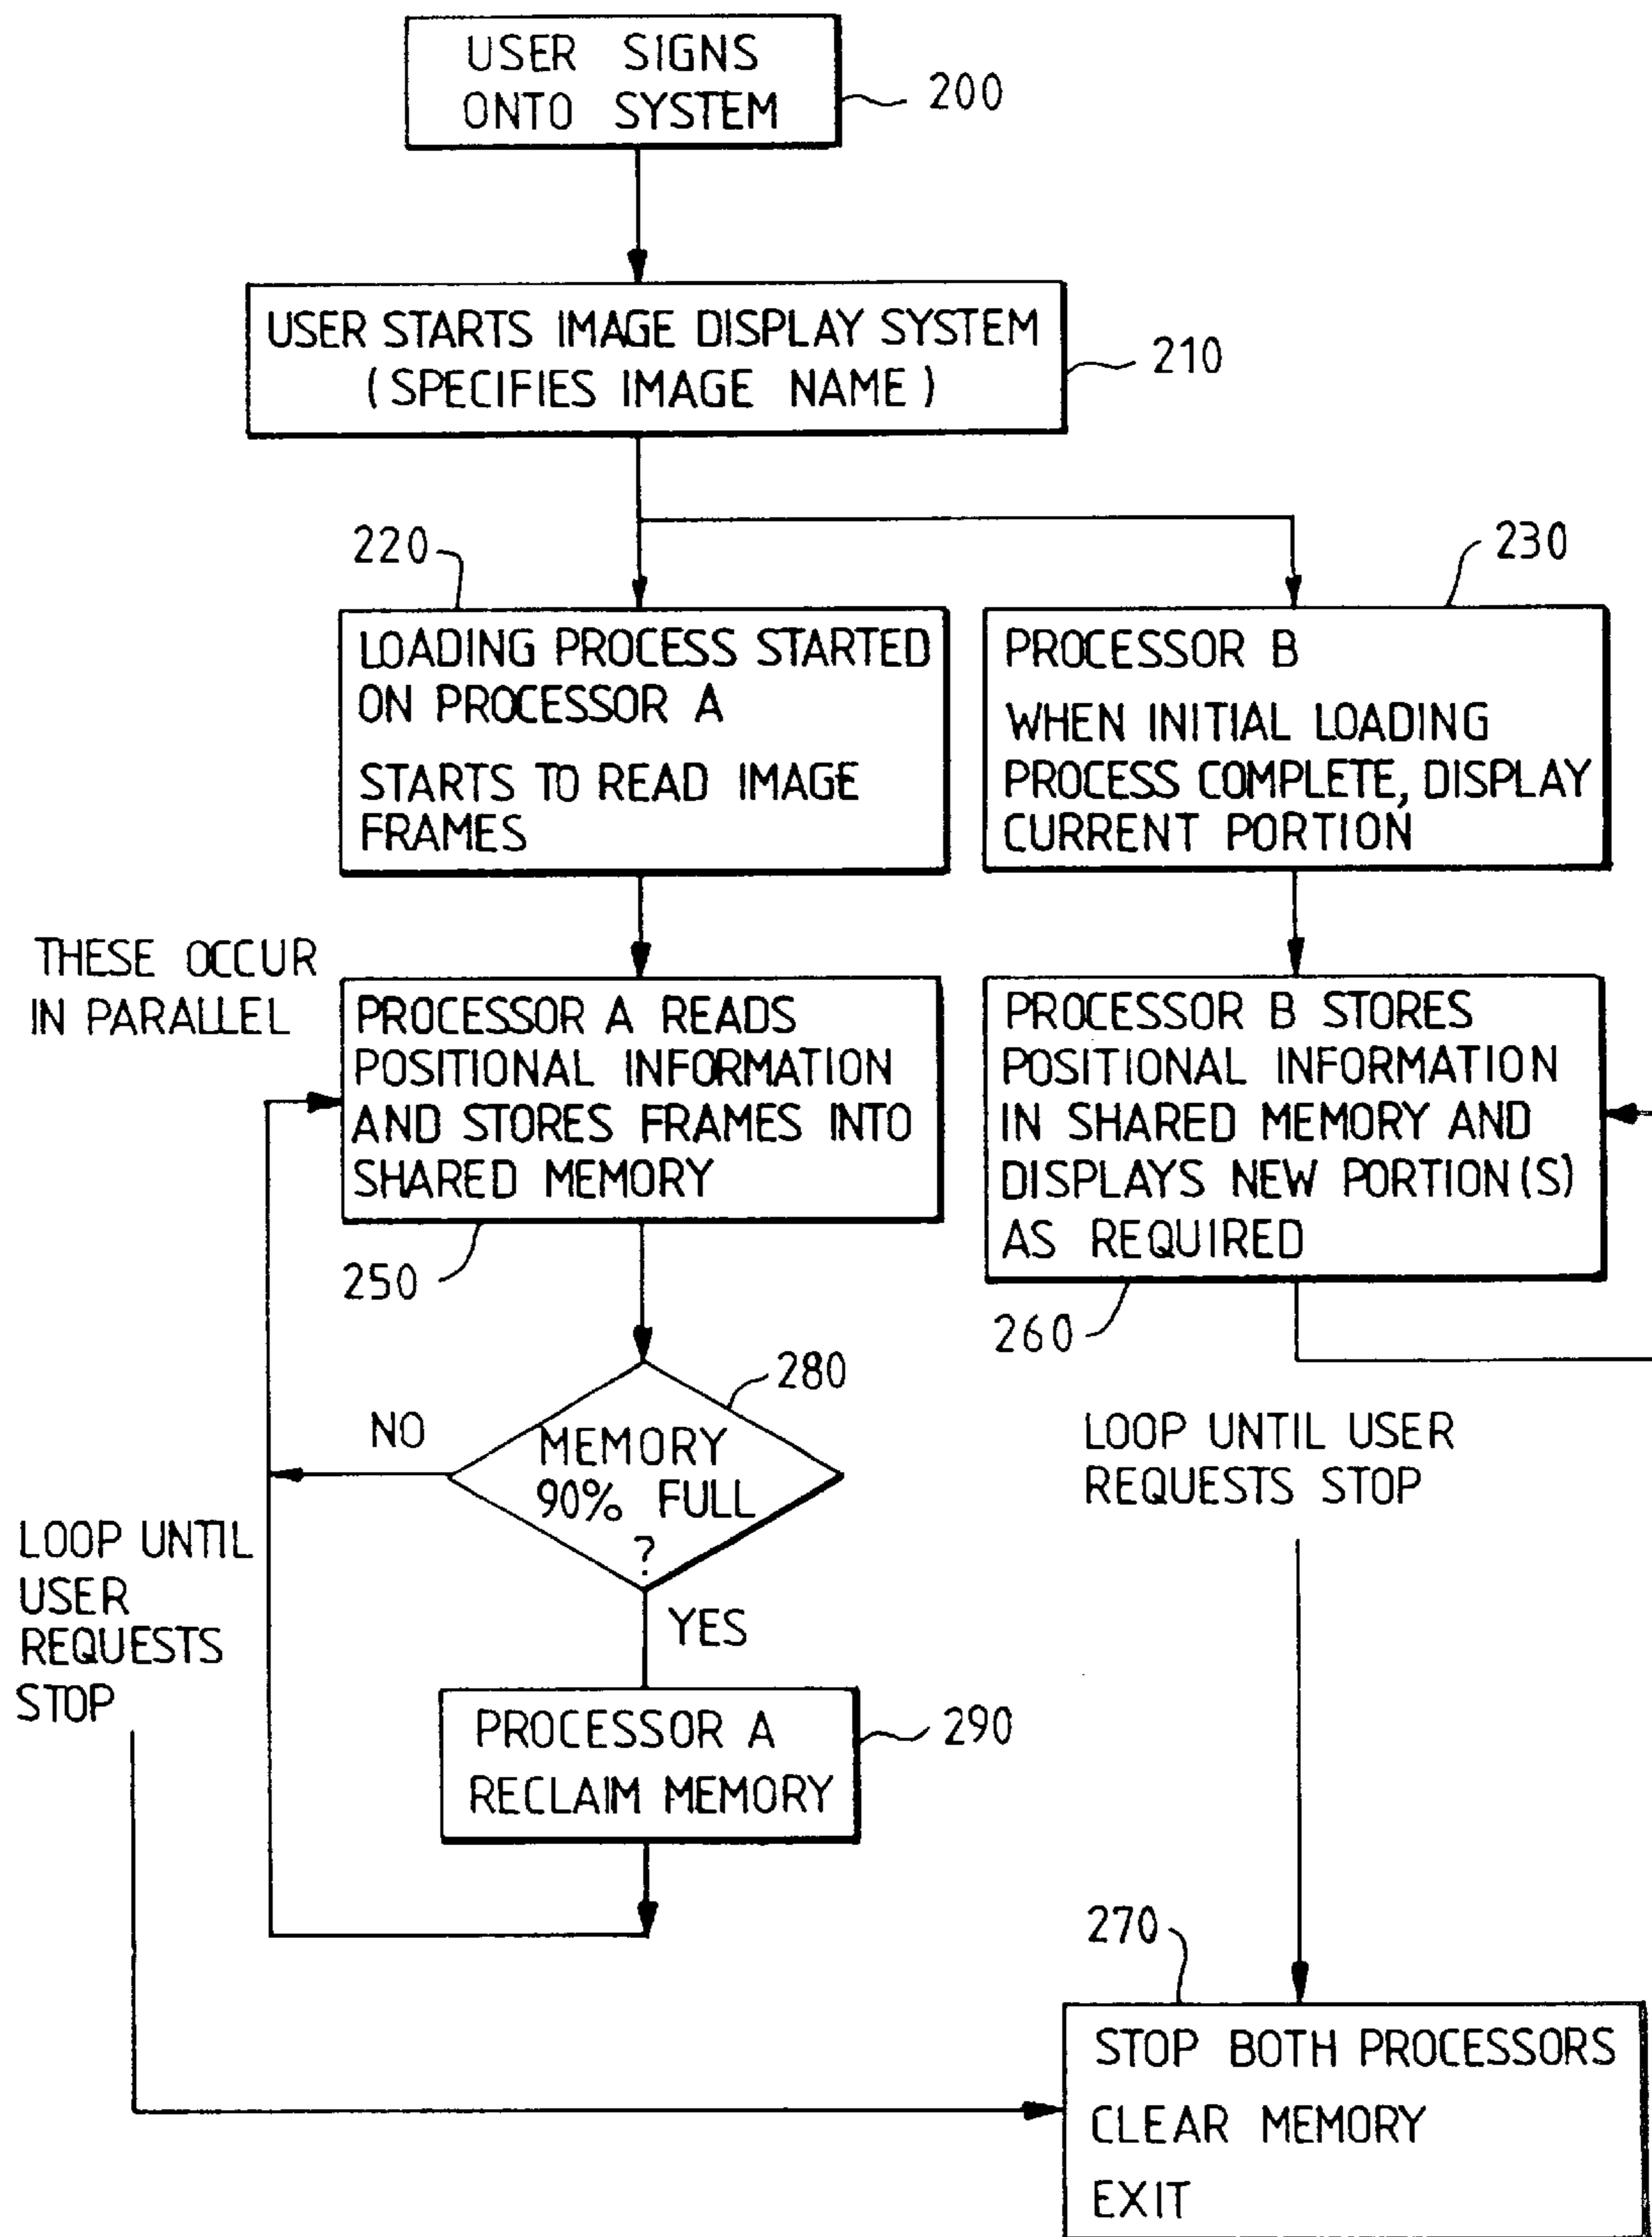 USER SIGNS
ONTO SYSTEM
200
USER STARTS IMAGE DISPLAY SYSTEM
(SPECIFIES IMAGE NAME)
210
220
LOADING PROCESS STARTED
ON PROCESSOR A
STARTS TO READ IMAGE
FRAMES
230
PROCESSOR B
WHEN INITIAL LOADING
PROCESS COMPLETE, DISPLAY
CURRENT PORTION
THESE OCCUR
IN PARALLEL
PROCESSOR A READS
POSITIONAL INFORMATION
AND STORES FRAMES INTO
SHARED MEMORY
250
PROCESSOR B STORES
POSITIONAL INFORMATION
IN SHARED MEMORY AND
DISPLAYS NEW PORTION(S)
AS REQUIRED
260
280
NO
MEMORY
90% FULL
?
YES
LOOP UNTIL USER
REQUESTS STOP
LOOP UNTIL
USER
REQUESTS
STOP
PROCESSOR A
RECLAIM MEMORY
290
270
STOP BOTH PROCESSORS
CLEAR MEMORY
EXIT